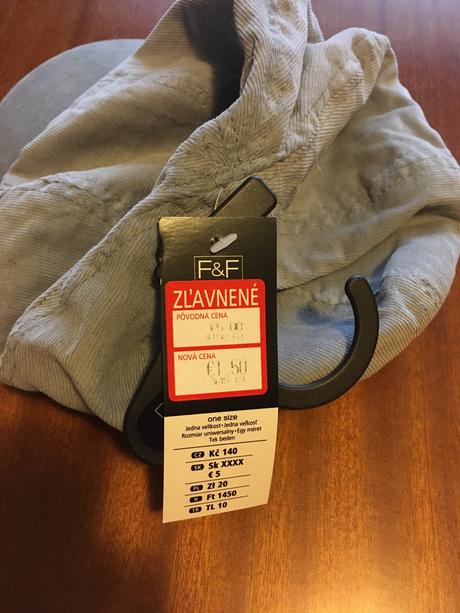 F&F
ZĽAVNENÉ
PÔVODNÁ CENA
€5.00
NOVÁ CENA
€1.50
one size
Jedna velikost•Jedna veľkosť
Rozmiar uniwersalny•Egy méret
Tek beden
CZ Kč 140
SK Sk XXXX
€ 5
PL Zł 20
H Ft 1450
TR TL 10